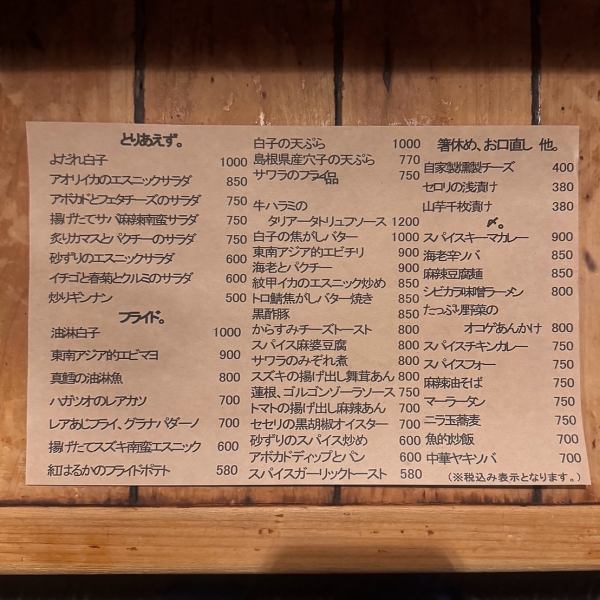 とりあえず。
よだれ白子 1000
アオリイカのエスニックサラダ 850
アボカドとフェタチーズのサラダ 750
揚げたてサバ麻辣南蛮サラダ 750
炙りカマスとパクチーのサラダ 750
砂ずりのエスニックサラダ 600
イチゴと春菊とクルミのサラダ 600
炒りギンナン 500
フライド。
油淋白子 1000
東南アジア的エビマヨ 900
真鱈の油淋魚 800
ハガツオのレアカツ 700
レアあじフライ、グラナパダーノ 700
揚げたてスズキ南蛮エスニック 600
紅はるかのフライドポテト 580
白子の天ぷら 1000
島根県産穴子の天ぷら 770
サワラのフライ 750
牛ハラミの
タリアータトリュフソース 1200
白子の焦がしバター 1000
東南アジア的エビチリ 900
海老とパクチー 900
紋甲イカのエスニック炒め 850
トロ鯖焦がしバター焼き 850
黒酢豚 850
からすみチーズトースト 800
スパイス麻婆豆腐 800
サワラのみぞれ煮 800
スズキの揚げ出し舞茸あん 800
蓮根、ゴルゴンゾーラソース 750
トマトの揚げ出し麻辣あん 700
セセリの黒胡椒オイスター 700
砂ずりのスパイス炒め 600
アボカドディップとパン 600
スパイスガーリックトースト 580
箸休め、お口直し 他。
自家製燻製チーズ 400
セロリの浅漬け 380
山芋千枚漬け 380
〆。
スパイスキーマカレー 900
海老辛ソバ 850
麻辣豆腐麺 850
シビカラ味噌ラーメン 800
たっぷり野菜の
オコゲあんかけ 800
スパイスチキンカレー 750
スパイスフォー 750
麻辣油そば 750
マーラータン 750
ニラ玉蕎麦 750
魚的炒飯 700
中華ヤキソバ 700
(※税込み表示となります。)